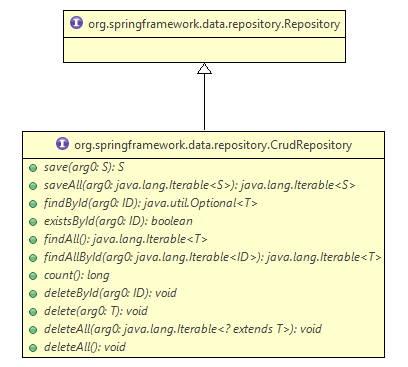 I org.springframework.data.repository.Repository
I org.springframework.data.repository.CrudRepository
save(arg0: S): S
saveAll(arg0: java.lang.Iterable<S>): java.lang.Iterable<S>
findById(arg0: ID): java.util.Optional<T>
existsById(arg0: ID): boolean
findAll(): java.lang.Iterable<T>
findAllById(arg0: java.lang.Iterable<ID>): java.lang.Iterable<T>
count(): long
deleteById(arg0: ID): void
delete(arg0: T): void
deleteAll(arg0: java.lang.Iterable<? extends T>): void
deleteAll(): void